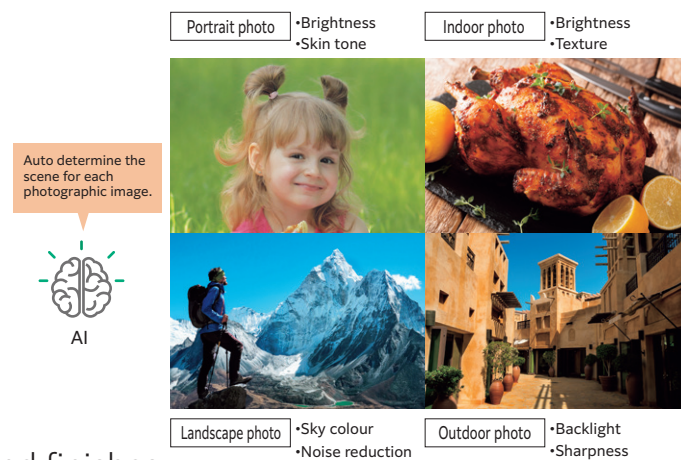 Portrait photo
•Brightness
•Skin tone
Indoor photo
•Brightness
•Texture
Auto determine the
scene for each
photographic image.
AI
Landscape photo
•Sky colour
•Noise reduction
Outdoor photo
•Backlight
•Sharpness